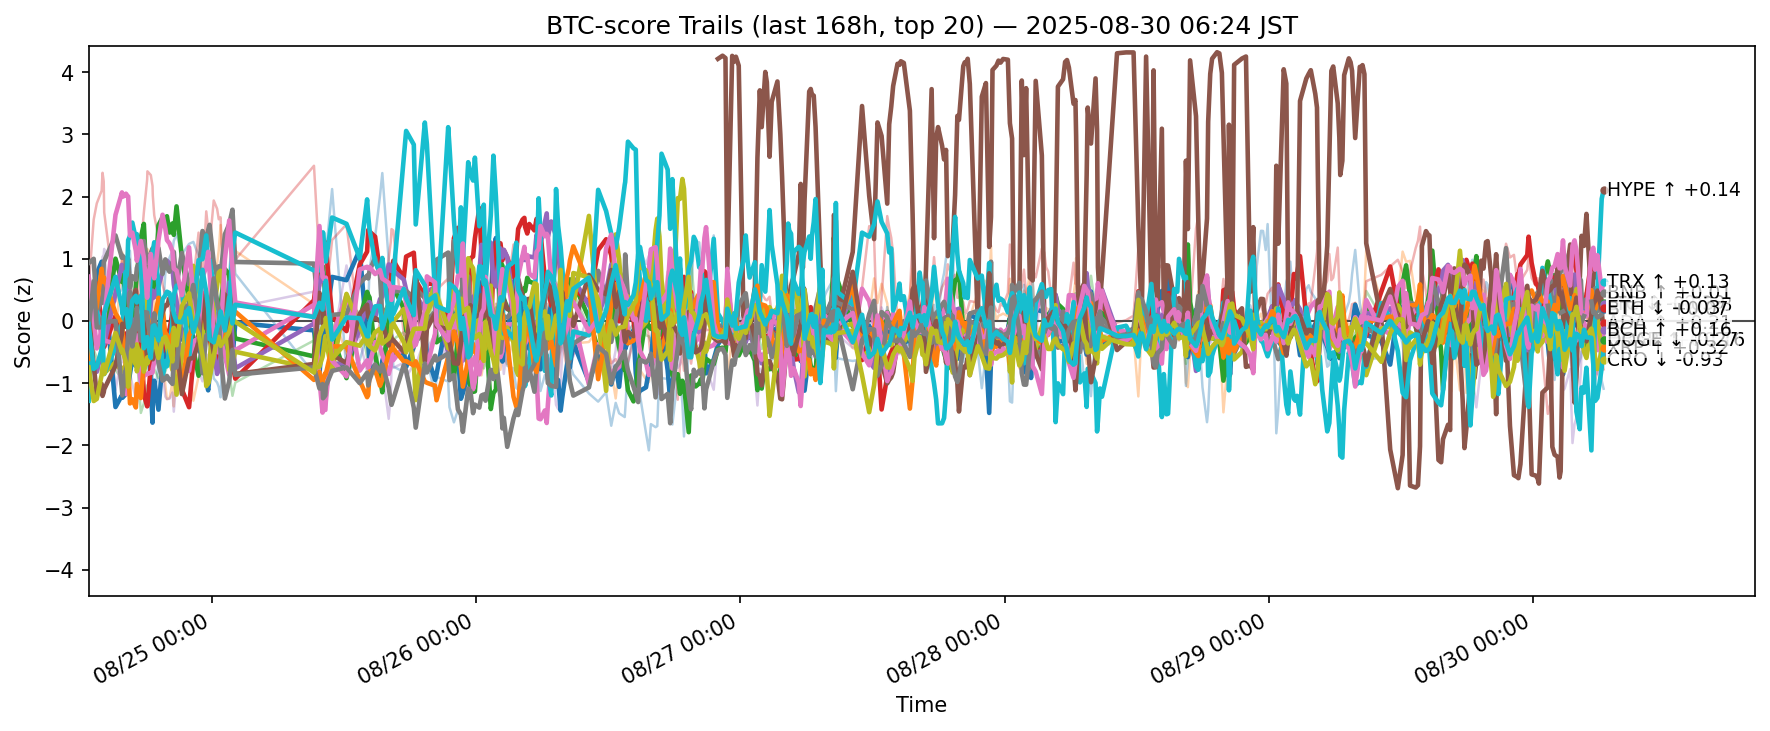 BTC-score Trails (last 168h, top 20) — 2025-08-30 06:24 JST
Score (z)
4
3
2
1
0
−1
−2
−3
−4
HYPE ↑ +0.14
TRX ↑ +0.13
BNB ↑ +0.01
ETH ↓
BCH ↑ +0.16
DOGE ↓
CRO ↓ -0.93
08/25 00:00
08/26 00:00
08/27 00:00
08/28 00:00
08/29 00:00
08/30 00:00
Time